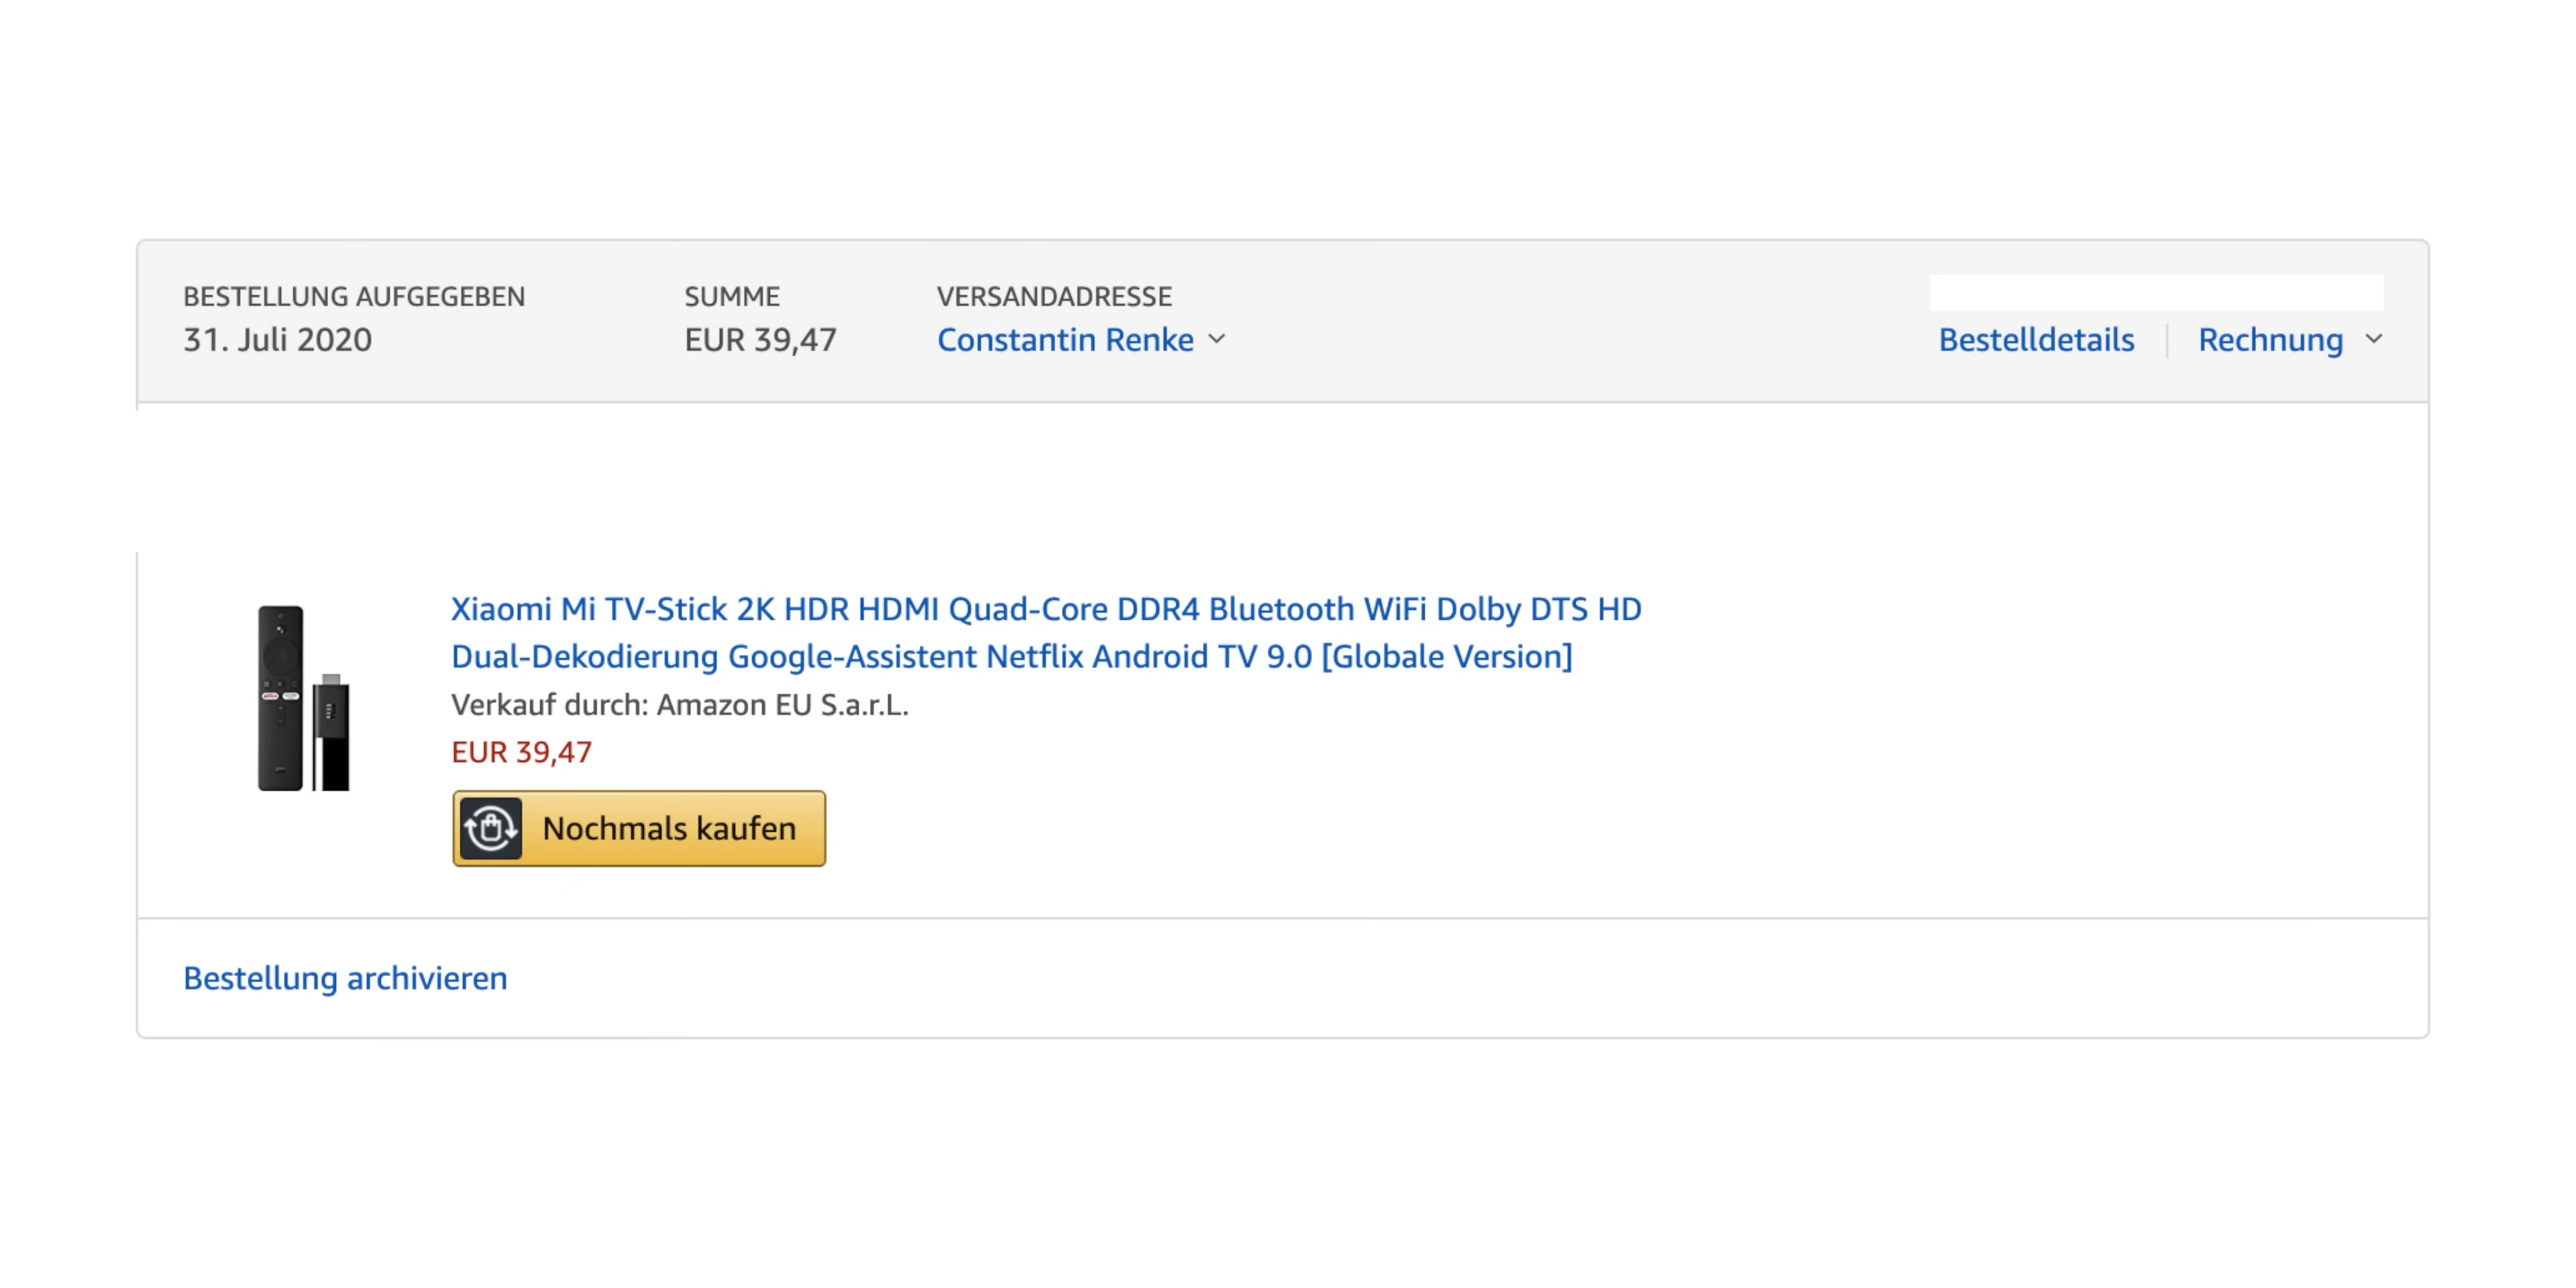 BESTELLUNG AUFGEGEBEN
31. Juli 2020
SUMME
EUR 39,47
VERSANDADRESSE
Constantin Renke
Bestelldetails
Rechnung
Xiaomi Mi TV-Stick 2K HDR HDMI Quad-Core DDR4 Bluetooth WiFi Dolby DTS HD
Dual-Dekodierung Google-Assistent Netflix Android TV 9.0 [Globale Version]
Verkauf durch: Amazon EU S.a.r.L.
EUR 39,47
Nochmals kaufen
Bestellung archivieren